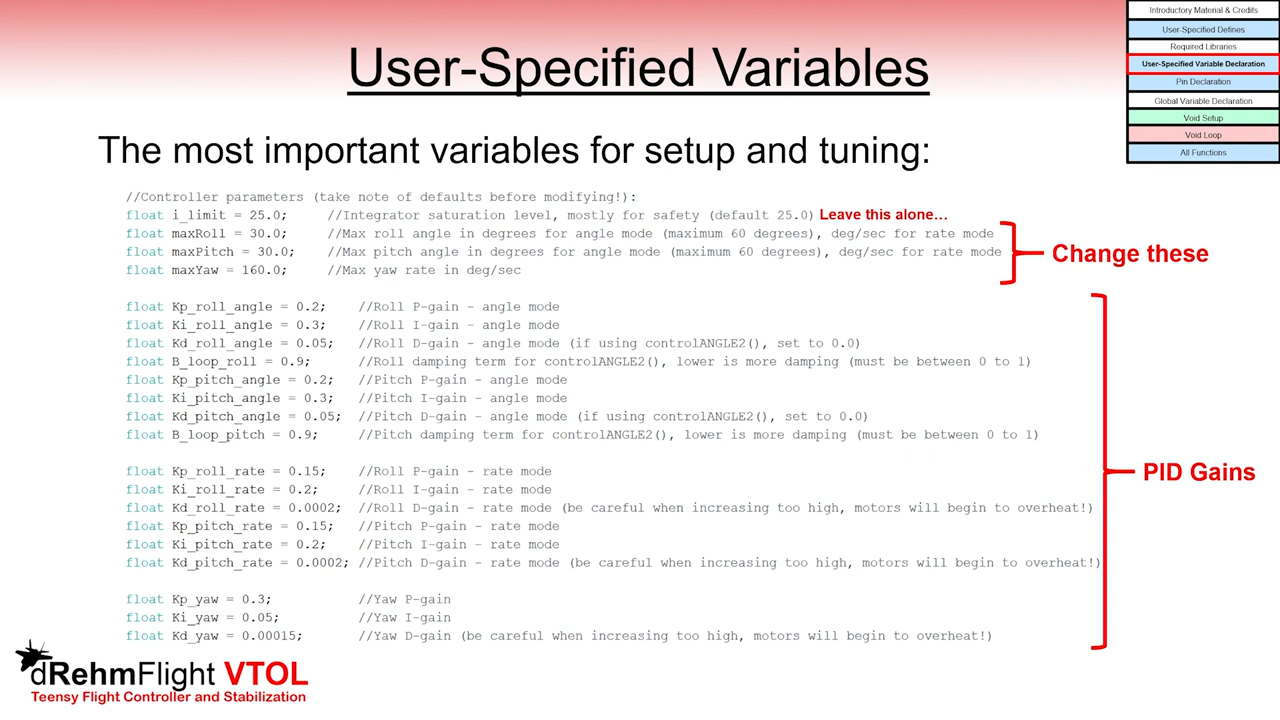 Introductory Material & Credits
User-Specified Defines
Required Libraries
User-Specified Variable Declaration
Pin Declaration
Global Variable Declaration
Void Setup
Void Loop
All Functions
User-Specified Variables
The most important variables for setup and tuning:
//Controller parameters (take note of defaults before modifying!):
float i_limit = 25.0; //Integrator saturation level, mostly for safety (default 25.0) Leave this alone…
float maxRoll = 30.0; //Max roll angle in degrees for angle mode (maximum 60 degrees), deg/sec for rate mode
float maxPitch = 30.0; //Max pitch angle in degrees for angle mode (maximum 60 degrees), deg/sec for rate mode
float maxYaw = 160.0; //Max yaw rate in deg/sec
Change these
float Kp_roll_angle = 0.2; //Roll P-gain - angle mode
float Ki_roll_angle = 0.3; //Roll I-gain - angle mode
float Kd_roll_angle = 0.05; //Roll D-gain - angle mode (if using controlANGLE2(), set to 0.0)
float B_loop_roll = 0.9; //Roll damping term for controlANGLE2(), lower is more damping (must be between 0 to 1)
float Kp_pitch_angle = 0.2; //Pitch P-gain - angle mode
float Ki_pitch_angle = 0.3; //Pitch I-gain - angle mode
float Kd_pitch_angle = 0.05; //Pitch D-gain - angle mode (if using controlANGLE2(), set to 0.0)
float B_loop_pitch = 0.9; //Pitch damping term for controlANGLE2(), lower is more damping (must be between 0 to 1)
float Kp_roll_rate = 0.15; //Roll P-gain - rate mode
float Ki_roll_rate = 0.2; //Roll I-gain - rate mode
float Kd_roll_rate = 0.0002; //Roll D-gain - rate mode (be careful when increasing too high, motors will begin to overheat!)
float Kp_pitch_rate = 0.15; //Pitch P-gain - rate mode
float Ki_pitch_rate = 0.2; //Pitch I-gain - rate mode
float Kd_pitch_rate = 0.0002; //Pitch D-gain - rate mode (be careful when increasing too high, motors will begin to overheat!)
float Kp_yaw = 0.3; //Yaw P-gain
float Ki_yaw = 0.05; //Yaw I-gain
float Kd_yaw = 0.00015; //Yaw D-gain (be careful when increasing too high, motors will begin to overheat!)
PID Gains
dRehmFlight VTOL
Teensy Flight Controller and Stabilization